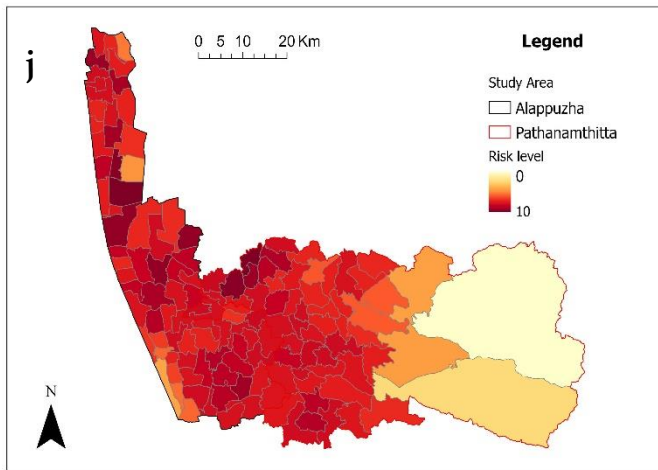 j
0 5 10 20 Km
Legend
Study Area
Alappuzha
Pathanamthitta
Risk level
0
10
N